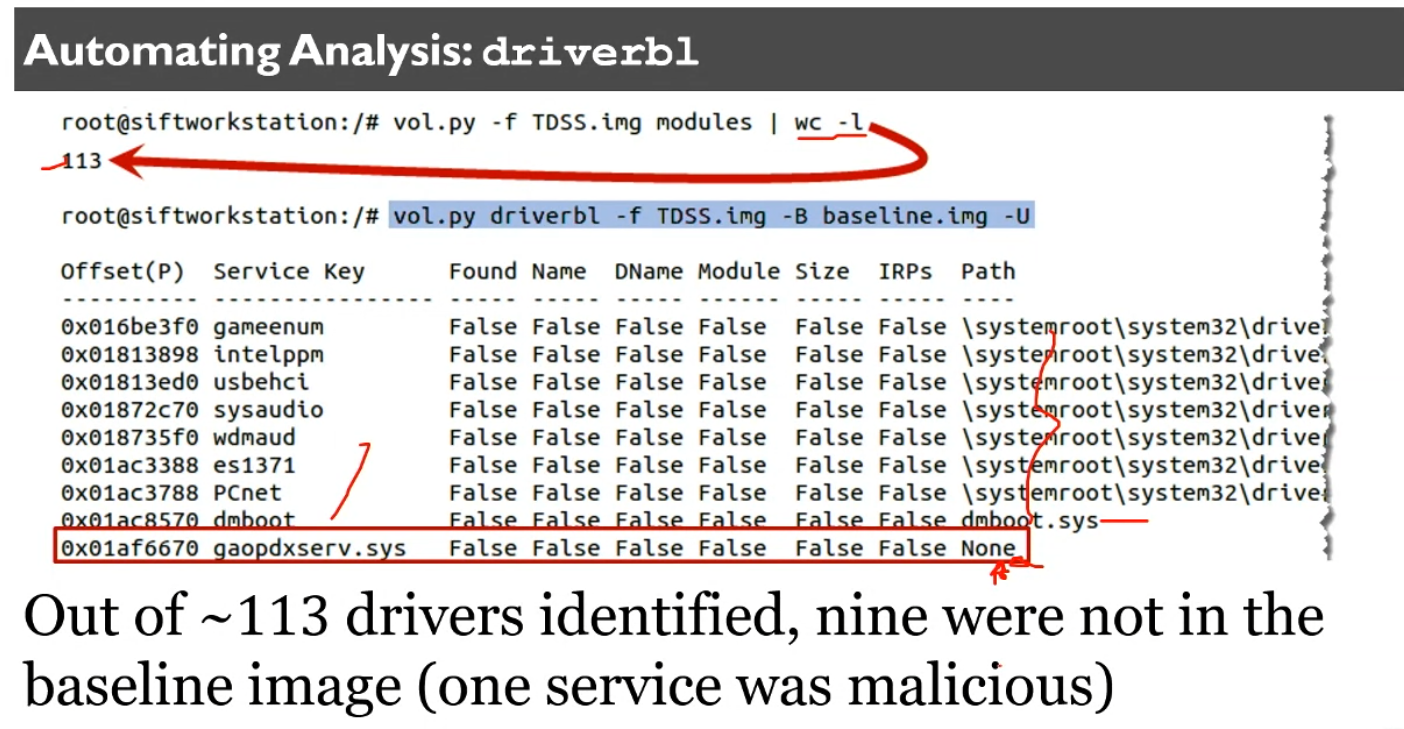 Automating Analysis: driverbl
root@siftworkstation:/# vol.py -f TDSS.img modules | wc -l
113
root@siftworkstation:/# vol.py driverbl -f TDSS.img -B baseline.img -U
Offset(P) Service Key Found Name DName Module Size IRPs Path
---------- ---------------- ----- ----- ----- ------ ----- ----- ----
0x016be3f0 gameenum False False False False False False \systemroot\system32\drive
0x01813898 intelppm False False False False False False \systemroot\system32\drive
0x01813ed0 usbehci False False False False False False \systemroot\system32\drive
0x01872c70 sysaudio False False False False False False \systemroot\system32\drive
0x018735f0 wdmaud False False False False False False \systemroot\system32\drive
0x01ac3388 es1371 False False False False False False \systemroot\system32\drive
0x01ac3788 PCnet False False False False False False \systemroot\system32\drive
0x01ac8570 dmboot False False False False False False dmboot.sys
0x01af6670 gaopdxserv.sys False False False False False False None
Out of ~113 drivers identified, nine were not in the
baseline image (one service was malicious)